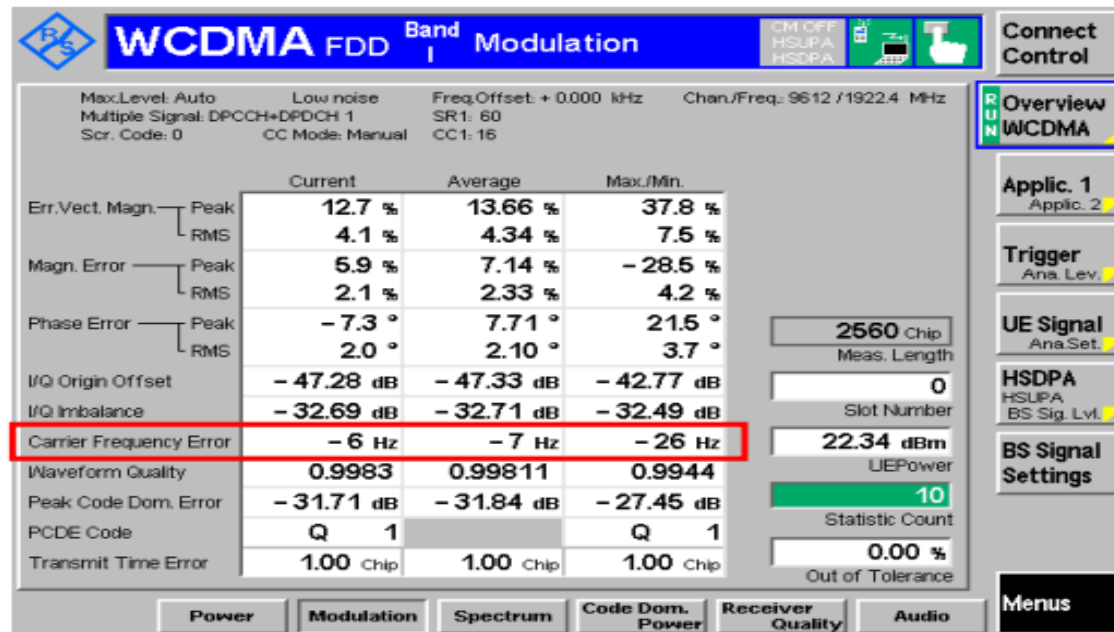 R&S
WCDMA FDD Band I Modulation
CM OFF
HSUPA
HSDPA
Connect Control
Max.Level: Auto Low noise Freq.Offset: + 0.000 kHz Chan./Freq.: 9612 / 1922.4 MHz
Multiple Signal: DPCCH+DPDCH 1 SR1: 60
Scr. Code: 0 CC Mode: Manual CC1: 16
Current Average Max./Min.
Err.Vect. Magn. Peak 12.7 % 13.66 % 37.8 %
RMS 4.1 % 4.34 % 7.5 %
Magn. Error Peak 5.9 % 7.14 % – 28.5 %
RMS 2.1 % 2.33 % 4.2 %
Phase Error Peak – 7.3 ° 7.71 ° 21.5 °
RMS 2.0 ° 2.10 ° 3.7 °
I/Q Origin Offset – 47.28 dB – 47.33 dB – 42.77 dB
I/Q Imbalance – 32.69 dB – 32.71 dB – 32.49 dB
Carrier Frequency Error – 6 Hz – 7 Hz – 26 Hz
Waveform Quality 0.9983 0.99811 0.9944
Peak Code Dom. Error – 31.71 dB – 31.84 dB – 27.45 dB
PCDE Code Q 1 Q 1
Transmit Time Error 1.00 Chip 1.00 Chip 1.00 Chip
2560 Chip
Meas. Length
0
Slot Number
22.34 dBm
UEPower
10
Statistic Count
0.00 %
Out of Tolerance
RUN
Overview
WCDMA
Applic. 1
Applic. 2
Trigger
Ana. Lev.
UE Signal
Ana.Set.
HSDPA
HSUPA
BS Sig. Lvl.
BS Signal
Settings
Menus
Power Modulation Spectrum Code Dom. Power Receiver Quality Audio